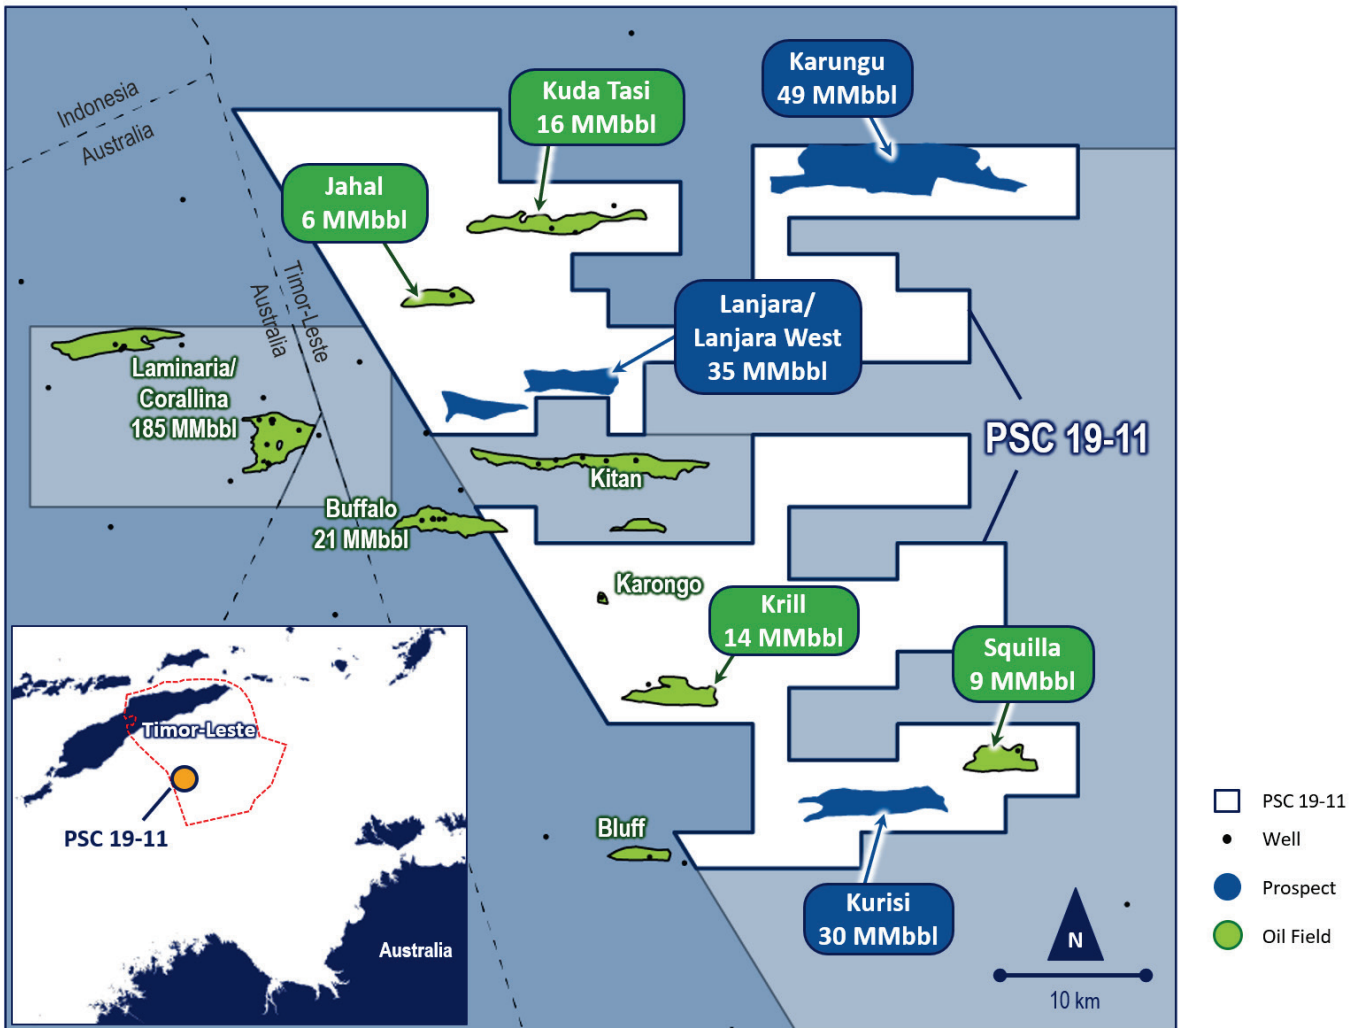 Indonesia
Australia
Kuda Tasi
16 MMbbl
Karungu
49 MMbbl
Jahal
6 MMbbl
Timor-Leste
Australia
Lanjara/
Lanjara West
35 MMbbl
Laminaria/
Corallina
185 MMbbl
PSC 19-11
Kitan
Buffalo
21 MMbbl
Karongo
Krill
14 MMbbl
Squilla
9 MMbbl
Timor-Leste
PSC 19-11
Australia
Bluff
Kurisi
30 MMbbl
N
10 km
PSC 19-11
Well
Prospect
Oil Field